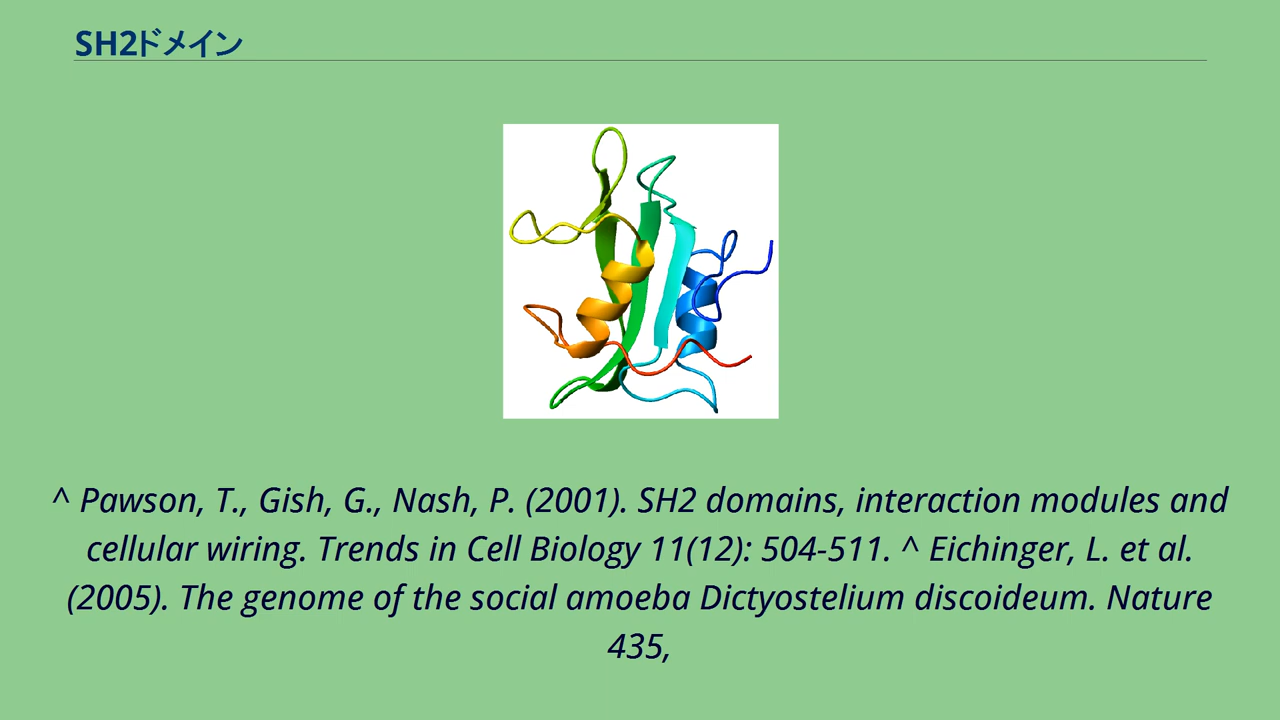 SH2ドメイン
^ Pawson, T., Gish, G., Nash, P. (2001). SH2 domains, interaction modules and
cellular wiring. Trends in Cell Biology 11(12): 504-511. ^ Eichinger, L. et al.
(2005). The genome of the social amoeba Dictyostelium discoideum. Nature
435,